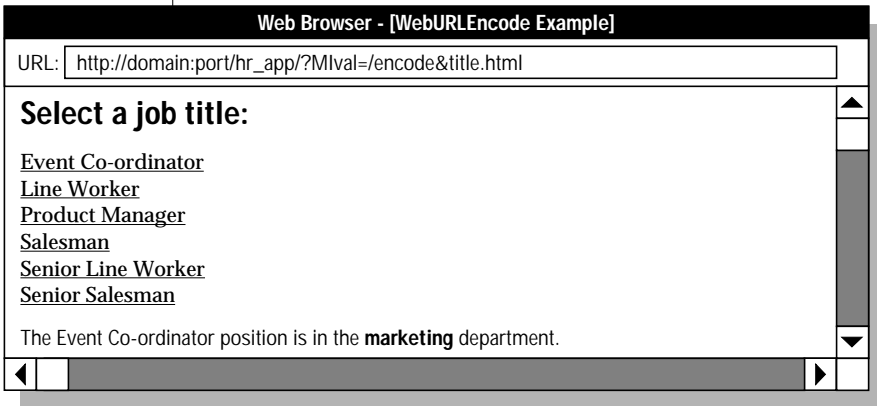 Web Browser - [WebURLEncode Example]
URL: http://domain:port/hr_app/?MIval=/encode&title.html
Select a job title:
Event Co-ordinator
Line Worker
Product Manager
Salesman
Senior Line Worker
Senior Salesman
The Event Co-ordinator position is in the marketing department.